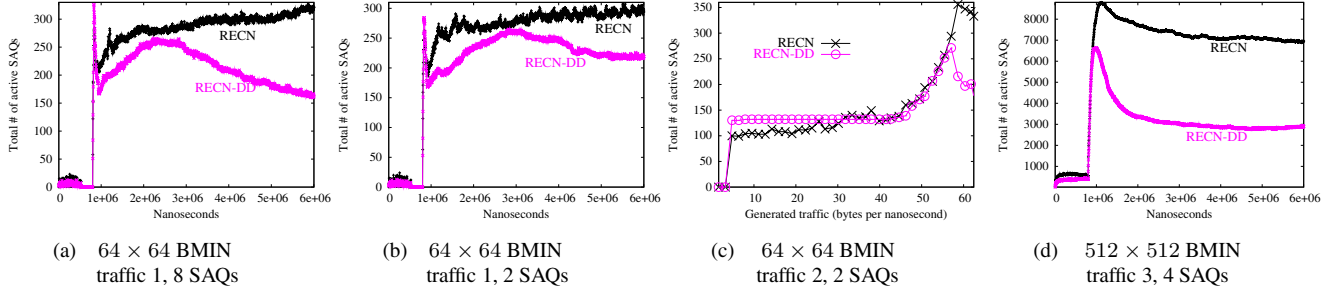 Total # of active SAQs
300
250
200
150
100
50
0
RECN
RECN-DD
0 1e+06 2e+06 3e+06 4e+06 5e+06 6e+06
Nanoseconds
(a) 64 × 64 BMIN
traffic 1, 8 SAQs
Total # of active SAQs
300
250
200
150
100
50
0
RECN
RECN-DD
0 1e+06 2e+06 3e+06 4e+06 5e+06 6e+06
Nanoseconds
(b) 64 × 64 BMIN
traffic 1, 2 SAQs
Total # of active SAQs
350
300
250
200
150
100
50
0
RECN
RECN-DD
0 10 20 30 40 50 60
Generated traffic (bytes per nanosecond)
(c) 64 × 64 BMIN
traffic 2, 2 SAQs
Total # of active SAQs
8000
7000
6000
5000
4000
3000
2000
1000
RECN
RECN-DD
0 1e+06 2e+06 3e+06 4e+06 5e+06 6e+06
Nanoseconds
(d) 512 × 512 BMIN
traffic 3, 4 SAQs